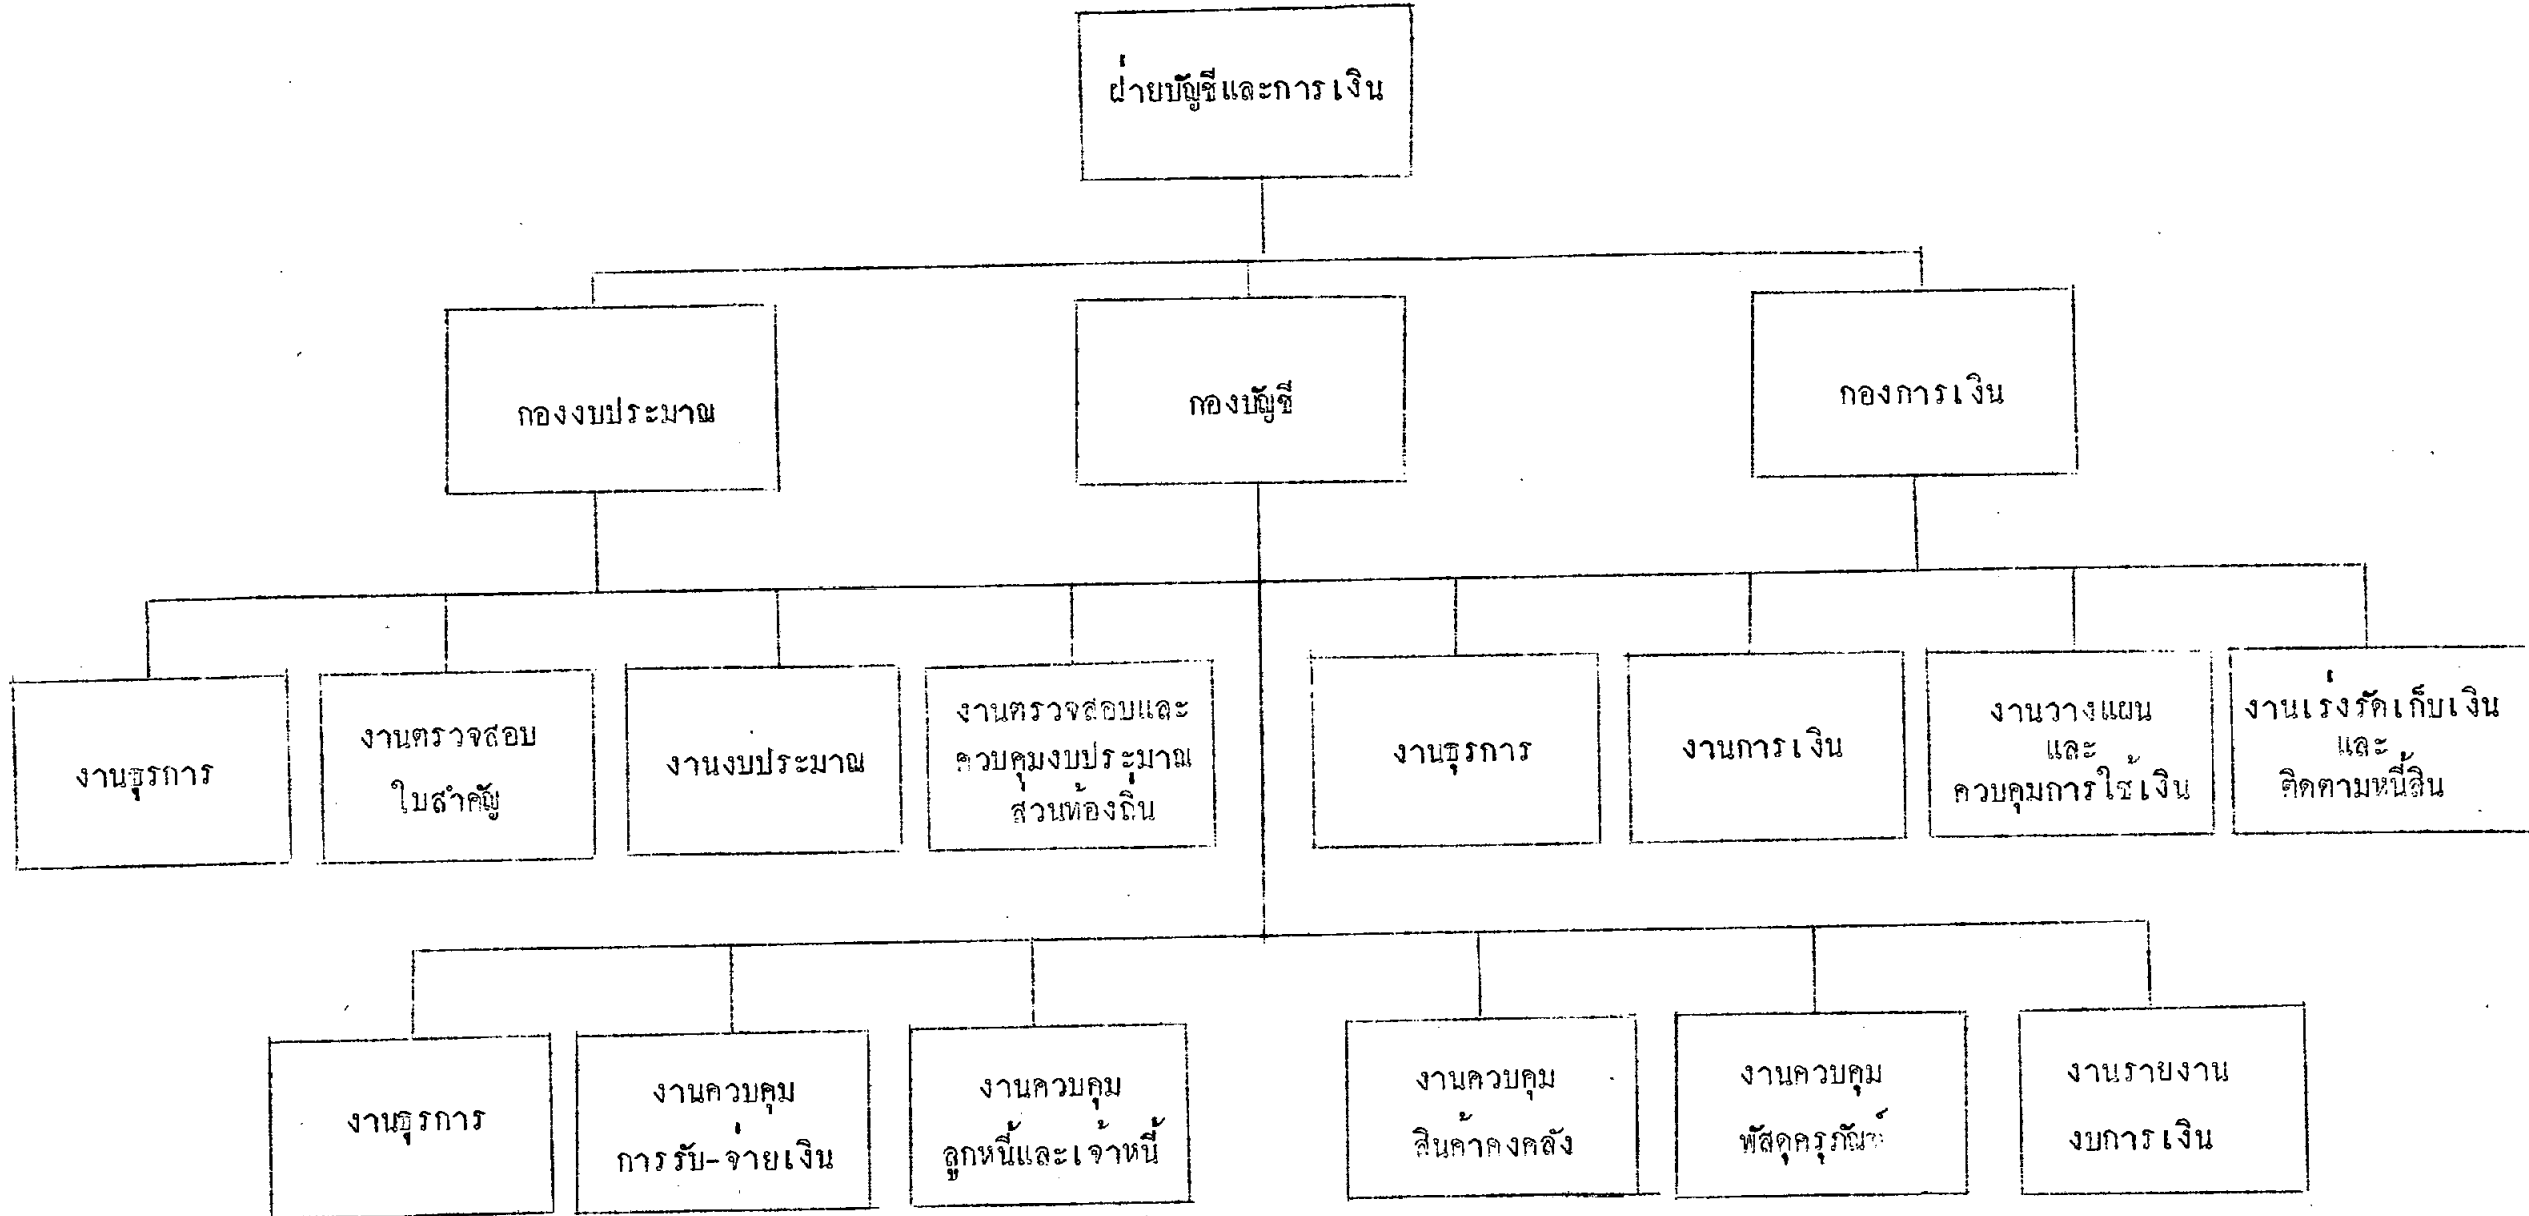 ฝ่ายบัญชีและการเงิน
กองงบประมาณ
กองบัญชี
กองการเงิน
งานธุรการ
งานตรวจสอบ
ใบสำคัญ
งานงบประมาณ
งานตรวจสอบและ
ควบคุมงบประมาณ
ส่วนท้องถิ่น
งานธุรการ
งานการเงิน
งานวางแผน
และ
ควบคุมการใช้เงิน
งานเร่งรัดเก็บเงิน
และ
ติดตามหนี้สิน
งานธุรการ
งานควบคุม
การรับ-จ่ายเงิน
งานควบคุม
ลูกหนี้และเจ้าหนี้
งานควบคุม
สินค้าคงคลัง
งานควบคุม
พัสดุครุภัณฑ์
งานรายงาน
งบการเงิน